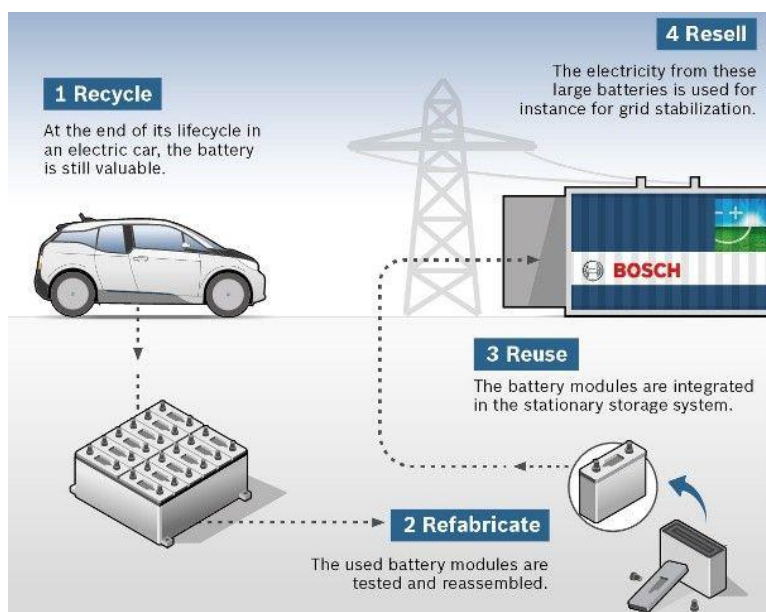 1 Recycle
At the end of its lifecycle in
an electric car, the battery
is still valuable.
2 Refabricate
The used battery modules are
tested and reassembled.
3 Reuse
The battery modules are integrated
in the stationary storage system.
4 Resell
The electricity from these
large batteries is used for
instance for grid stabilization.
BOSCH